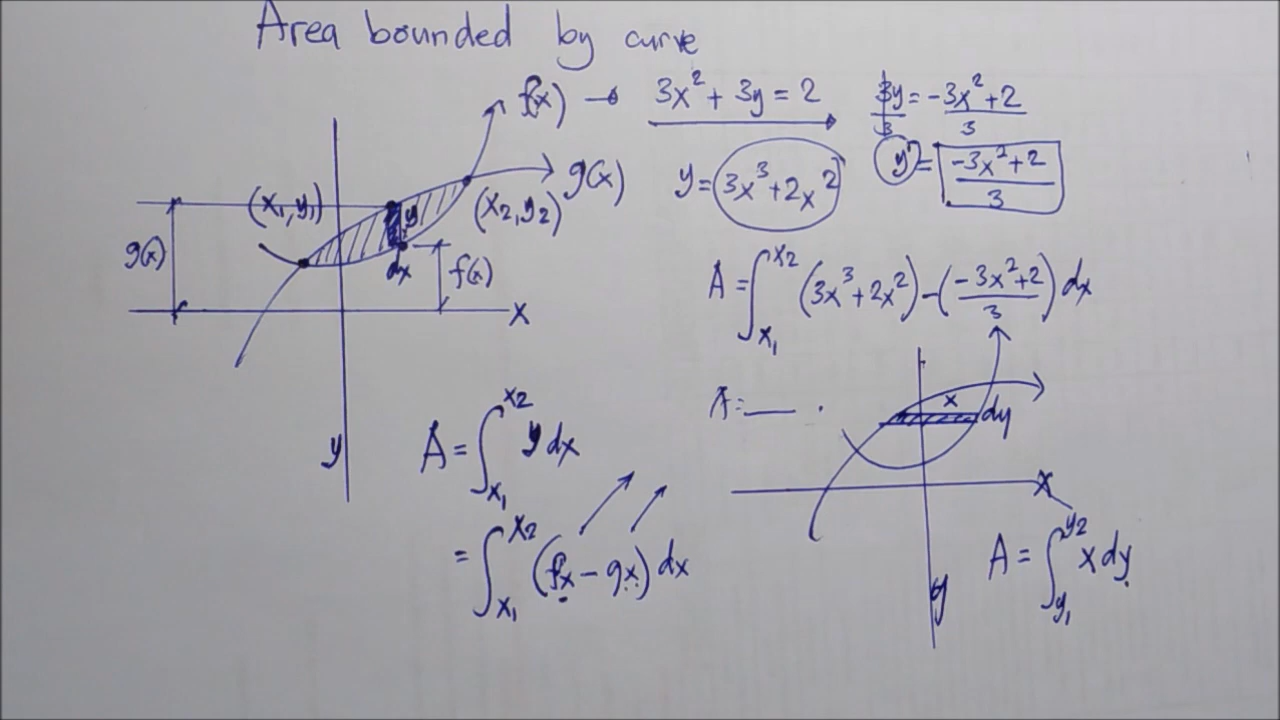 Area bounded by curve
f(x) → 3x² + 3y = 2
3y/3 = (-3x² + 2)/3
g(x)
y = 3x³ + 2x²
y = (-3x² + 2)/3
(x₁, y₁)
(x₂, y₂)
y
g(x)
dx
f(x)
x
y
A = ∫ₓ₁ˣ² (3x³ + 2x²) - ((-3x² + 2)/3) dx
A = ___ .
A = ∫ₓ₁ˣ² y dx
= ∫ₓ₁ˣ² (fx - gx) dx
x
dy
x
y
A = ∫y₁^y₂ x dy